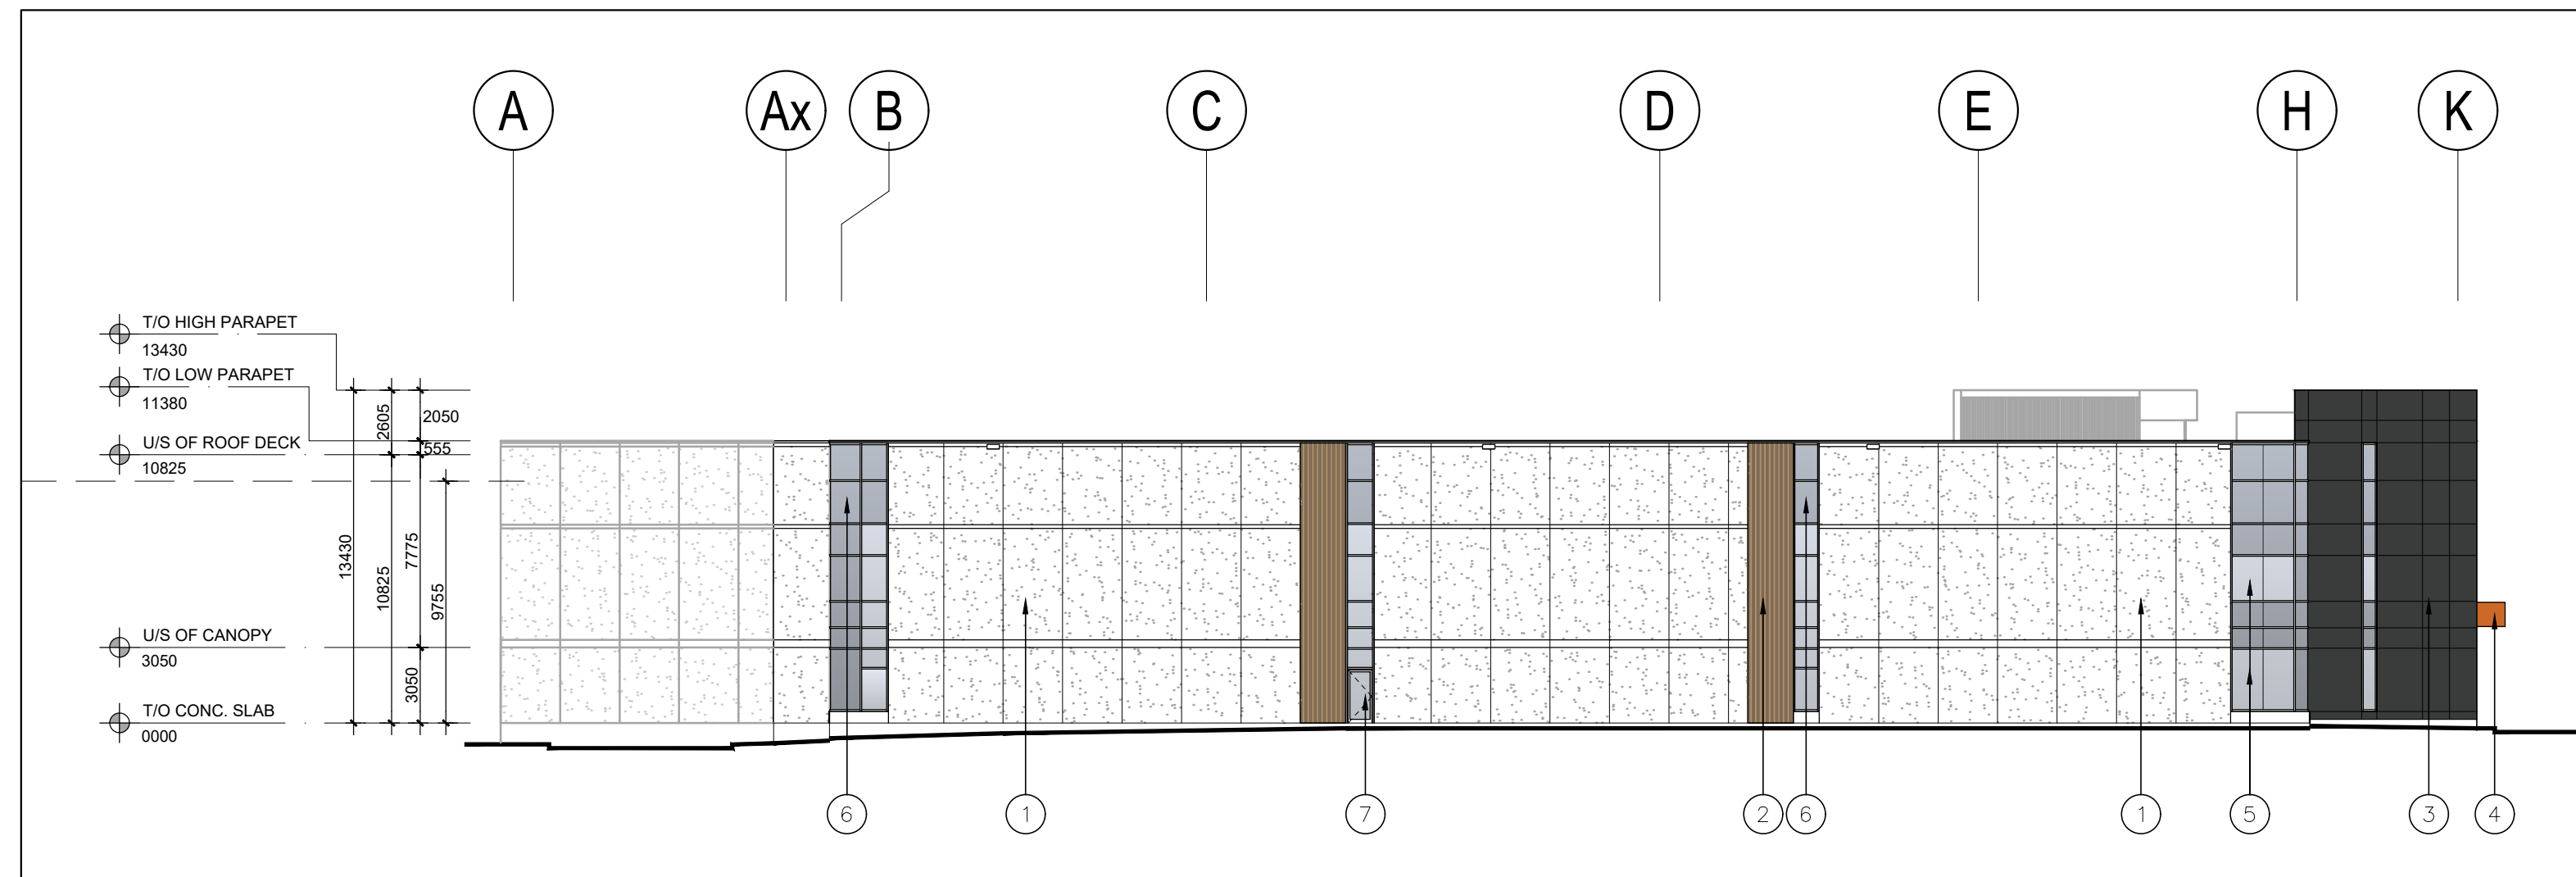 A Ax B C D E H K
T/O HIGH PARAPET
13430
T/O LOW PARAPET
11380
U/S OF ROOF DECK
10825
U/S OF CANOPY
3050
T/O CONC. SLAB
0000
13430
2605
10825
2050
555
7775
3050
9755
6 1 7 2 6 1 5 3 4